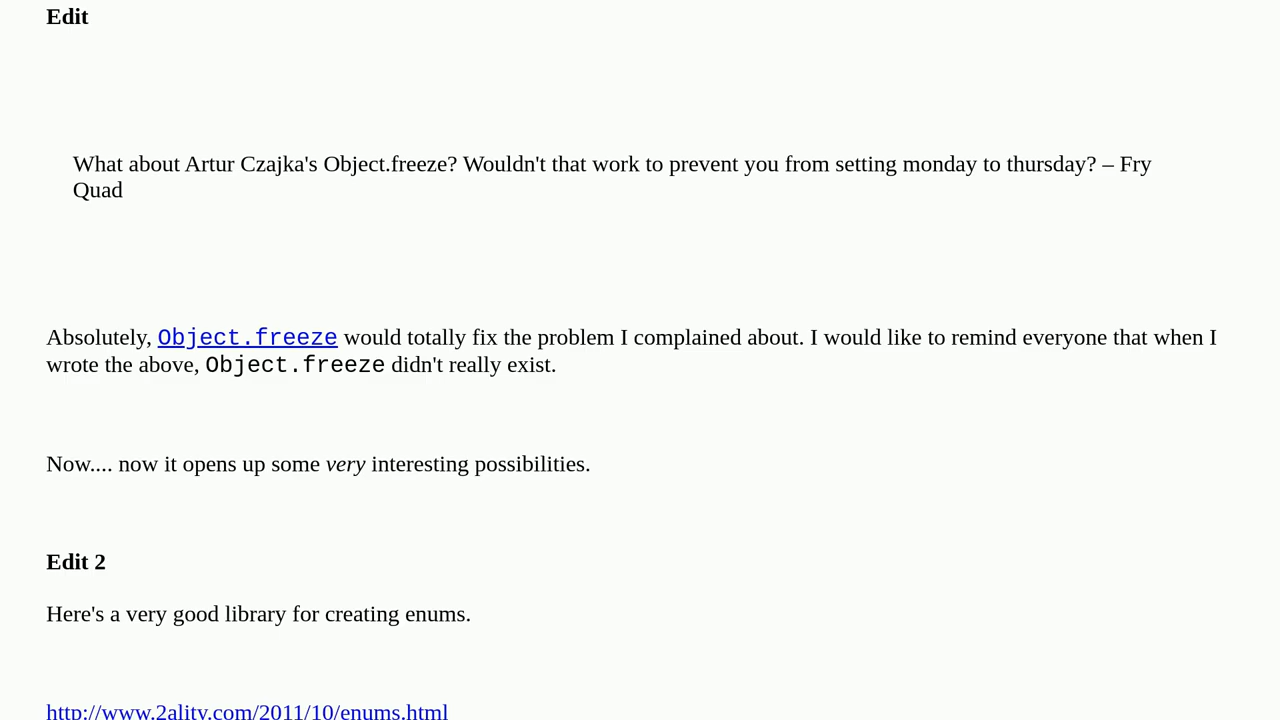 Edit
What about Artur Czajka's Object.freeze? Wouldn't that work to prevent you from setting monday to thursday? – Fry
Quad
Absolutely, Object.freeze would totally fix the problem I complained about. I would like to remind everyone that when I
wrote the above, Object.freeze didn't really exist.
Now.... now it opens up some very interesting possibilities.
Edit 2
Here's a very good library for creating enums.
http://www.2ality.com/2011/10/enums.html